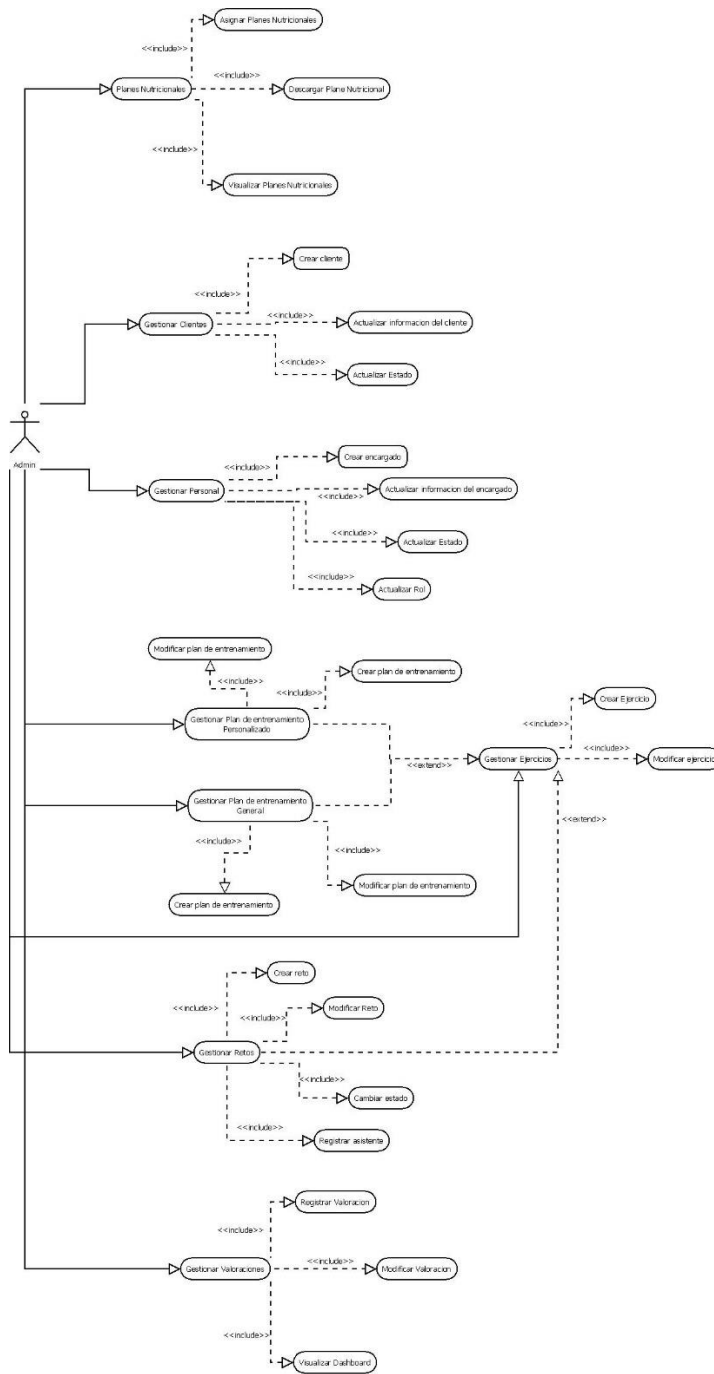 Asignar Planes Nutricionales
<<include>>
<<include>>
Planes Nutricionales
Descargar Plane Nutricional
<<include>>
Visualizar Planes Nutricionales
Crear cliente
<<include>>
Gestionar Clientes
Actualizar informacion del cliente
<<include>>
<<include>>
Actualizar Estado
Admin
Crear encargado
<<include>>
Gestionar Personal
Actualizar informacion del encargado
<<include>>
<<include>>
Actualizar Estado
<<include>>
Actualizar Rol
Modificar plan de entrenamiento
Crear plan de entrenamiento
<<include>>
<<include>>
Gestionar Plan de entrenamiento
Personalizado
Crear Ejercicio
<<include>>
<<include>>
Gestionar Ejercicios
Modificar ejercicio
<<extend>>
Gestionar Plan de entrenamiento
General
<<extend>>
<<include>>
<<include>>
Modificar plan de entrenamiento
Crear plan de entrenamiento
Crear reto
<<include>>
Modificar Reto
<<include>>
Gestionar Retos
<<include>>
Cambiar estado
<<include>>
Registrar asistente
Registrar Valoracion
<<include>>
<<include>>
Gestionar Valoraciones
Modificar Valoracion
<<include>>
Visualizar Dashboard